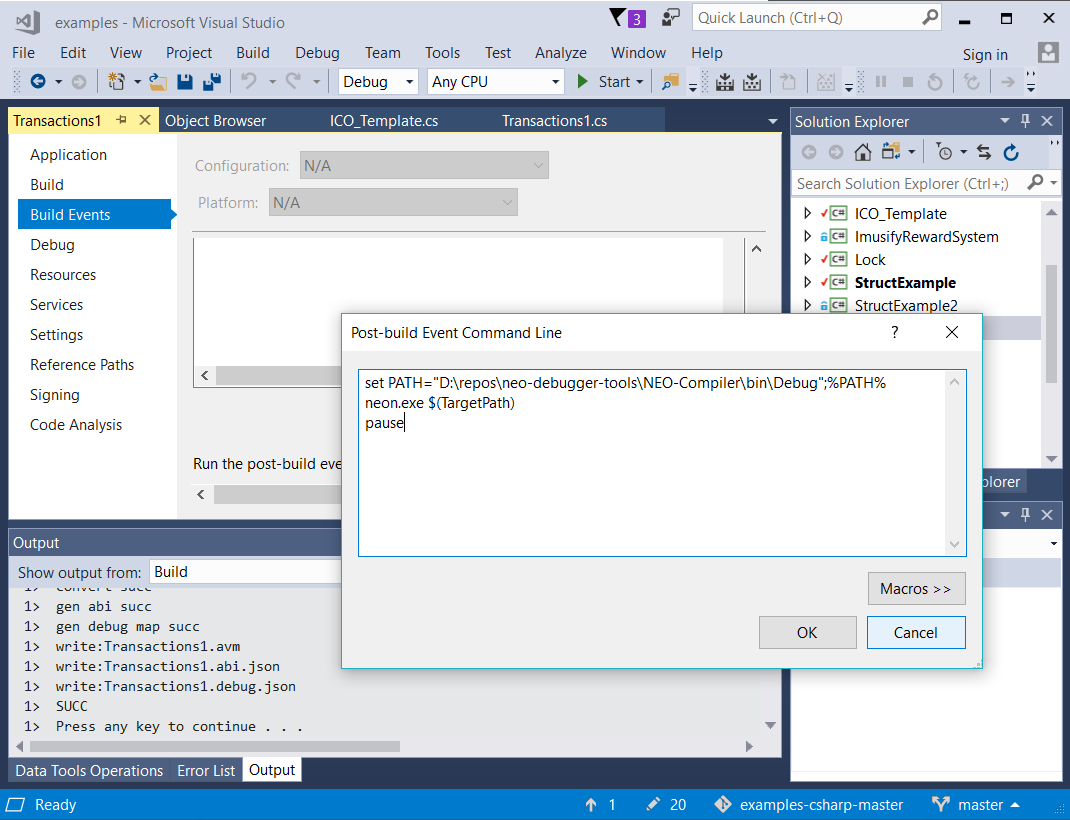 examples - Microsoft Visual Studio
3
Quick Launch (Ctrl+Q)
File Edit View Project Build Debug Team Tools Test Analyze Window Help
Sign in
Debug Any CPU Start
Transactions1 Object Browser ICO_Template.cs Transactions1.cs
Application
Build
Build Events
Debug
Resources
Services
Settings
Reference Paths
Signing
Code Analysis
Configuration: N/A
Platform: N/A
Run the post-build eve
Solution Explorer
Search Solution Explorer (Ctrl+;)
C# ICO_Template
C# ImusifyRewardSystem
C# Lock
C# StructExample
C# StructExample2
plorer
Post-build Event Command Line
?
set PATH="D:\repos\neo-debugger-tools\NEO-Compiler\bin\Debug";%PATH%
neon.exe $(TargetPath)
pause
Macros >>
OK Cancel
Output
Show output from: Build
1> convert succ
1> gen abi succ
1> gen debug map succ
1> write:Transactions1.avm
1> write:Transactions1.abi.json
1> write:Transactions1.debug.json
1> SUCC
1> Press any key to continue . . .
Data Tools Operations Error List Output
Ready 1 20 examples-csharp-master master